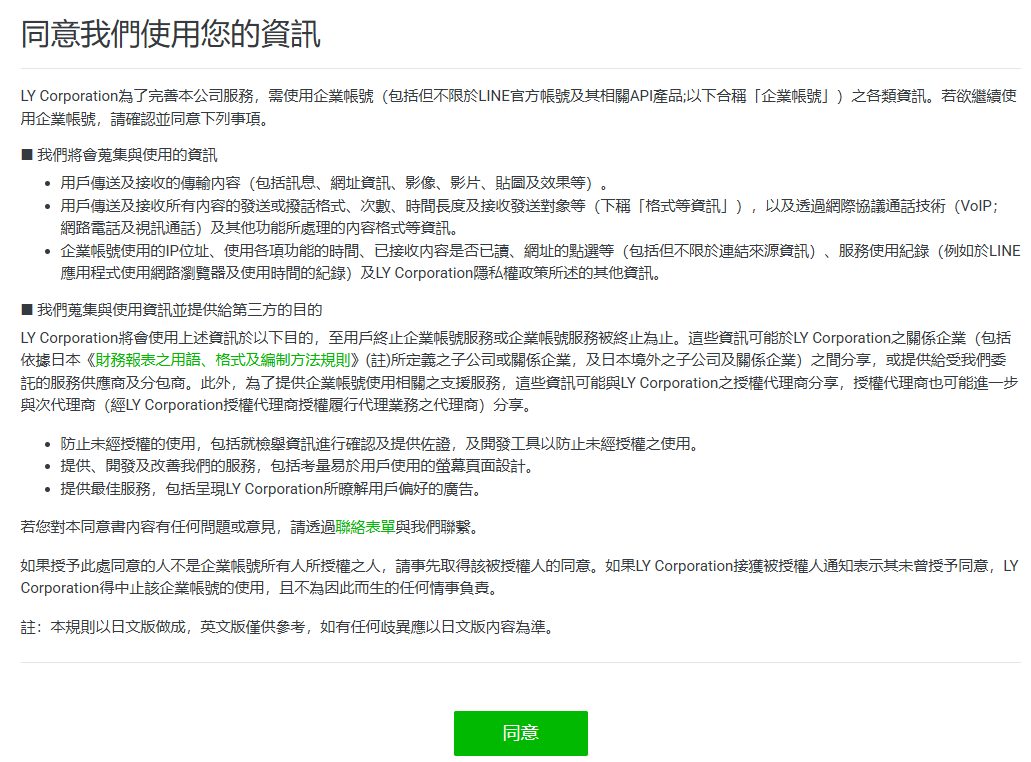 同意我們使用您的資訊
LY Corporation為了完善本公司服務，需使用企業帳號（包括但不限於LINE官方帳號及其相關API產品;以下合稱「企業帳號」）之各類資訊。若欲繼續使
用企業帳號，請確認並同意下列事項。
■ 我們將會蒐集與使用的資訊
• 用戶傳送及接收的傳輸內容（包括訊息、網址資訊、影像、影片、貼圖及效果等）。
• 用戶傳送及接收所有內容的發送或撥話格式、次數、時間長度及接收發送對象等（下稱「格式等資訊」），以及透過網際協議通話技術（VoIP；
網路電話及視訊通話）及其他功能所處理的內容格式等資訊。
• 企業帳號使用的IP位址、使用各項功能的時間、已接收內容是否已讀、網址的點選等（包括但不限於連結來源資訊）、服務使用紀錄（例如於LINE
應用程式使用網路瀏覽器及使用時間的紀錄）及LY Corporation隱私權政策所述的其他資訊。
■ 我們蒐集與使用資訊並提供給第三方的目的
LY Corporation將會使用上述資訊於以下目的，至用戶終止企業帳號服務或企業帳號服務被終止為止。這些資訊可能於LY Corporation之關係企業（包括
依據日本《財務報表之用語、格式及編制方法規則》(註)所定義之子公司或關係企業，及日本境外之子公司及關係企業）之間分享，或提供給受我們委
託的服務供應商及分包商。此外，為了提供企業帳號使用相關之支援服務，這些資訊可能與LY Corporation之授權代理商分享，授權代理商也可能進一步
與次代理商（經LY Corporation授權代理商授權履行代理業務之代理商）分享。
• 防止未經授權的使用，包括就檢舉資訊進行確認及提供佐證，及開發工具以防止未經授權之使用。
• 提供、開發及改善我們的服務，包括考量易於用戶使用的螢幕頁面設計。
• 提供最佳服務，包括呈現LY Corporation所瞭解用戶偏好的廣告。
若您對本同意書內容有任何問題或意見，請透過聯絡表單與我們聯繫。
如果授予此處同意的人不是企業帳號所有人所授權之人，請事先取得該被授權人的同意。如果LY Corporation接獲被授權人通知表示其未曾授予同意，LY
Corporation得中止該企業帳號的使用，且不為因此而生的任何情事負責。
註：本規則以日文版做成，英文版僅供參考，如有任何歧異應以日文版內容為準。
同意